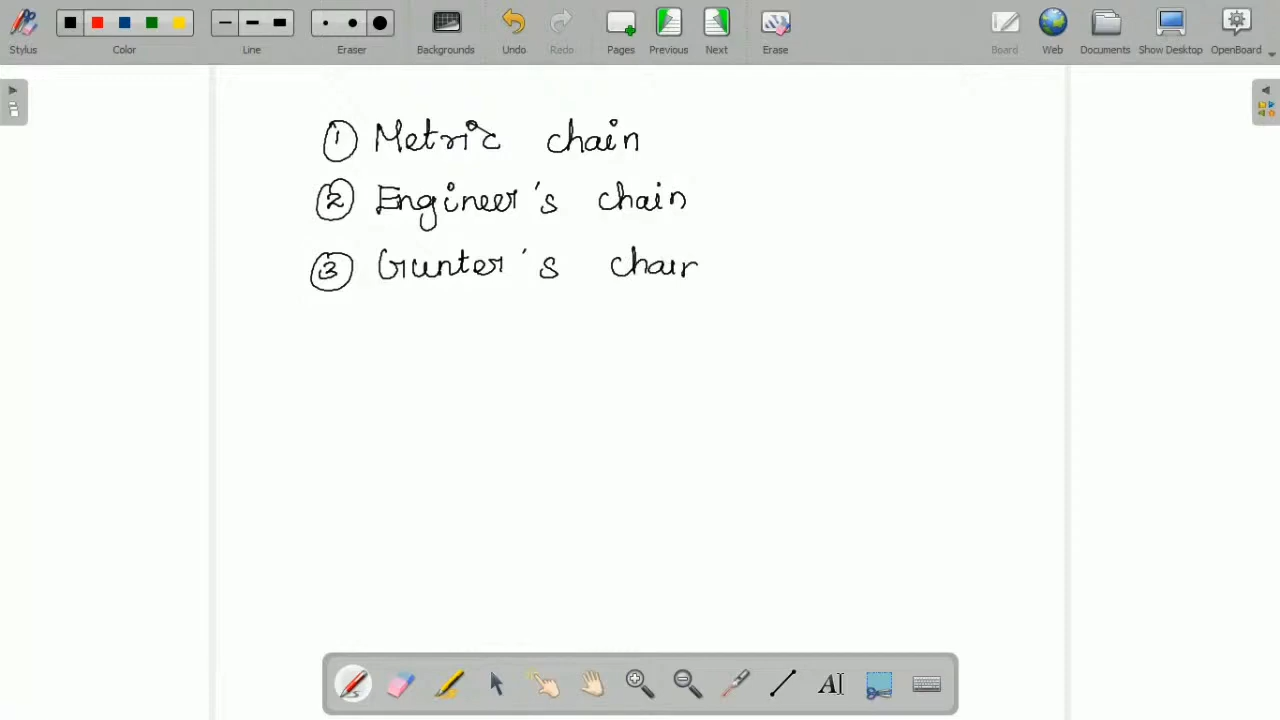 Stylus Color Line Eraser Backgrounds Undo Redo Pages Previous Next Erase Board Web Documents Show Desktop OpenBoard
① Metric chain
② Engineer's chain
③ Gunter's chair
AI